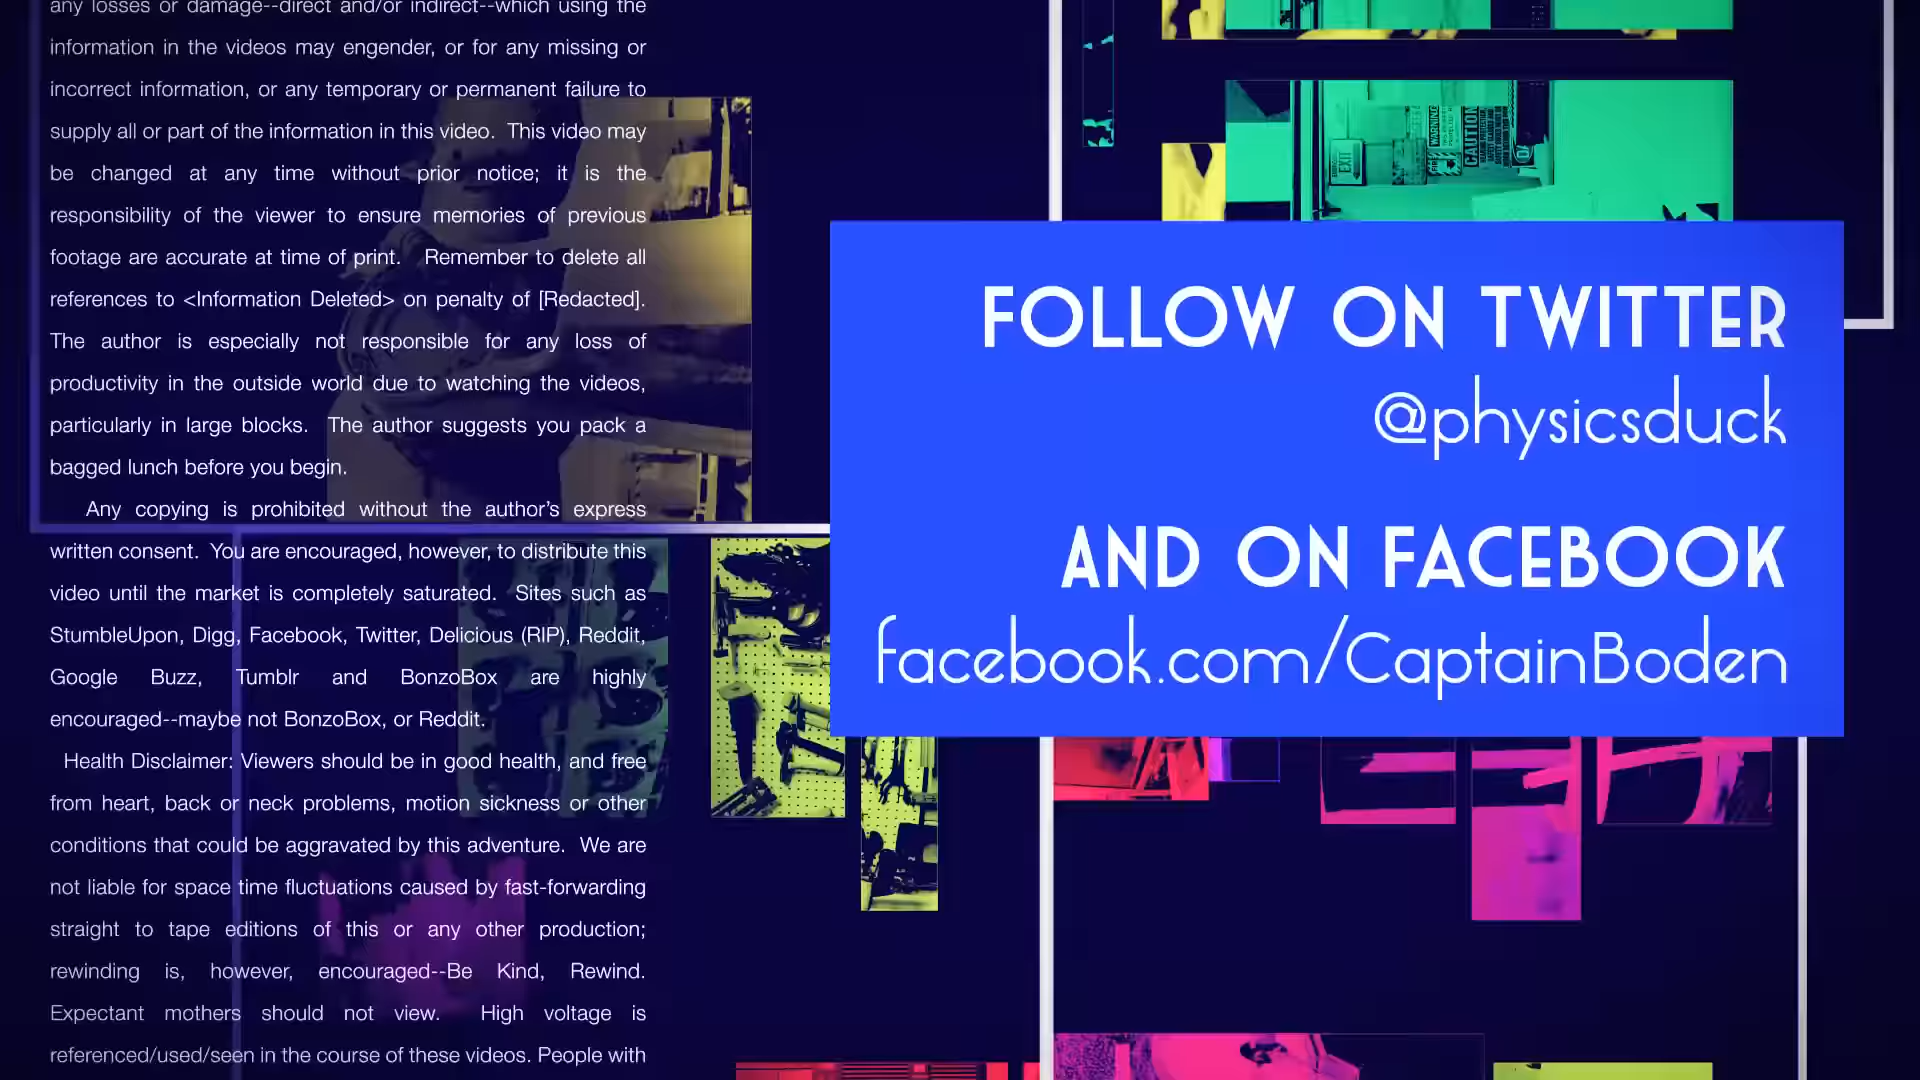 any losses or damage--direct and/or indirect--which using the
information in the videos may engender, or for any missing or
incorrect information, or any temporary or permanent failure to
supply all or part of the information in this video. This video may
be changed at any time without prior notice; it is the
responsibility of the viewer to ensure memories of previous
footage are accurate at time of print. Remember to delete all
references to <Information Deleted> on penalty of [Redacted].
The author is especially not responsible for any loss of
productivity in the outside world due to watching the videos,
particularly in large blocks. The author suggests you pack a
bagged lunch before you begin.
Any copying is prohibited without the author's express
written consent. You are encouraged, however, to distribute this
video until the market is completely saturated. Sites such as
StumbleUpon, Digg, Facebook, Twitter, Delicious (RIP), Reddit,
Google Buzz, Tumblr and BonzoBox are highly
encouraged--maybe not BonzoBox, or Reddit.
Health Disclaimer: Viewers should be in good health, and free
from heart, back or neck problems, motion sickness or other
conditions that could be aggravated by this adventure. We are
not liable for space time fluctuations caused by fast-forwarding
straight to tape editions of this or any other production;
rewinding is, however, encouraged--Be Kind, Rewind.
Expectant mothers should not view. High voltage is
referenced/used/seen in the course of these videos. People with
EXIT
WARNING
CAUTION
FOLLOW ON TWITTER
@physicsduck
AND ON FACEBOOK
facebook.com/CaptainBoden